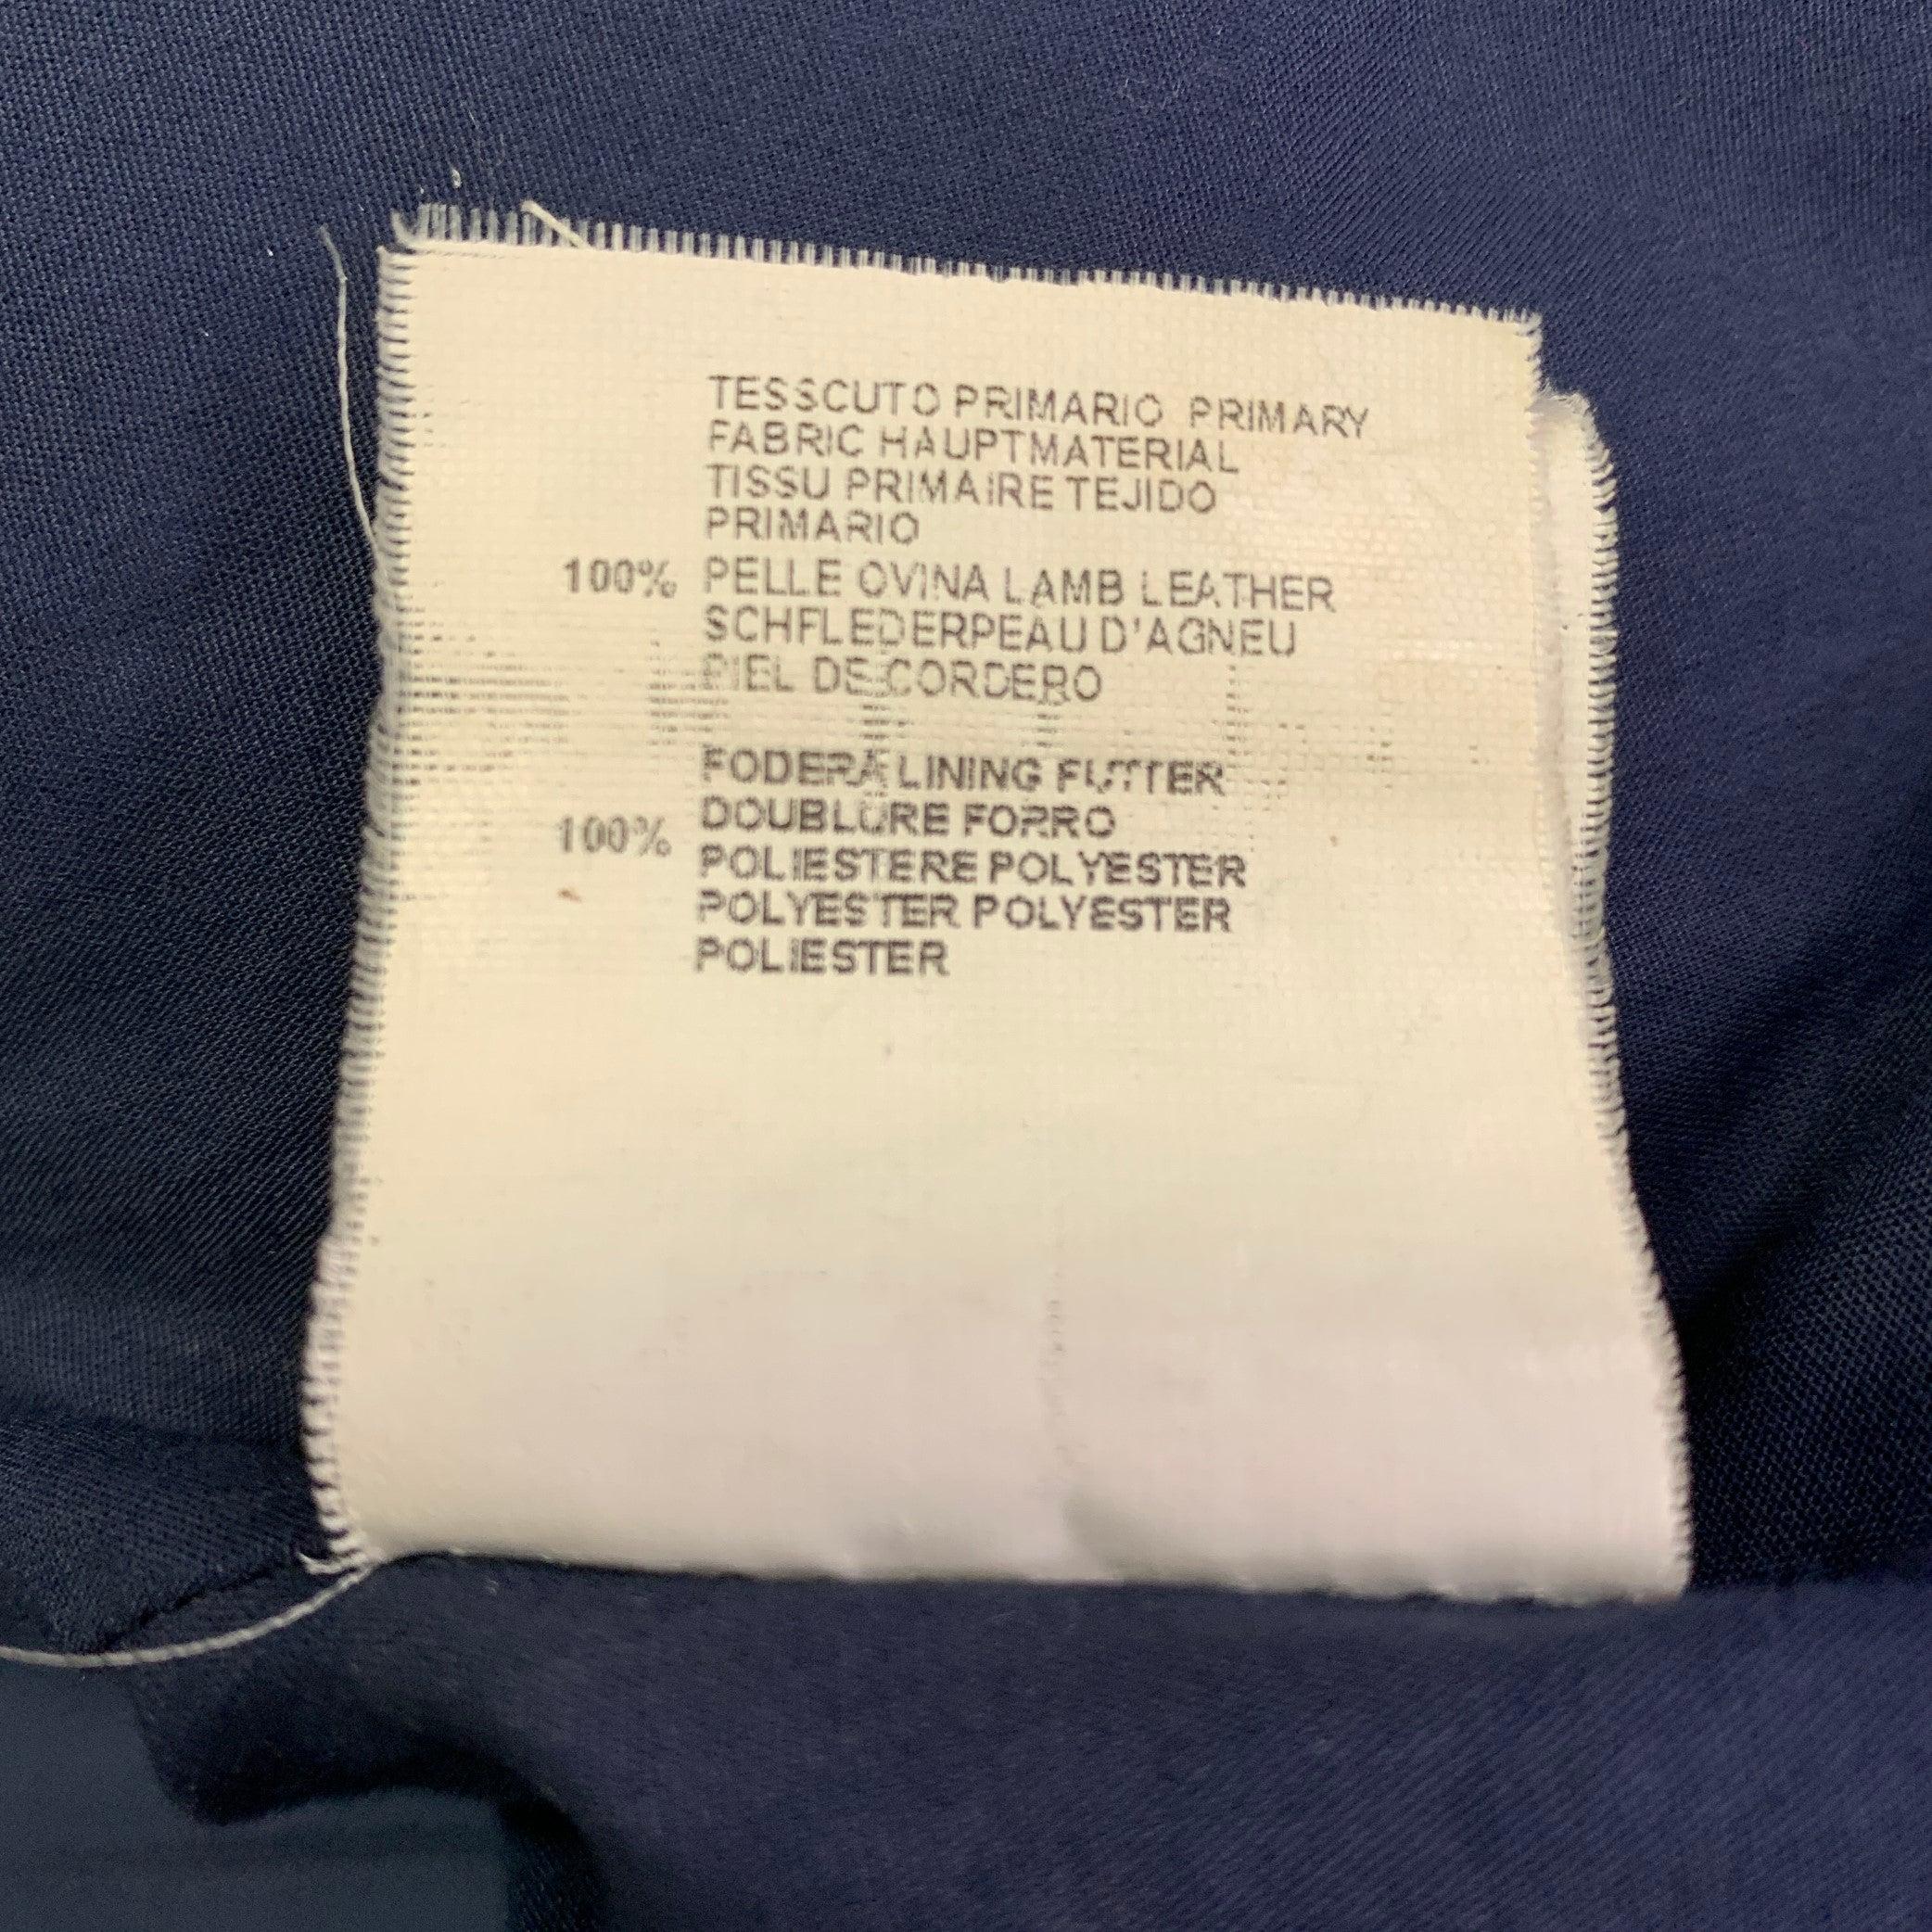 TESSCUTO PRIMARIO PRIMARY
FABRIC HAUPTMATERIAL
TISSU PRIMAIRE TEJIDO
PRIMARIO
100% PELLE OVINA LAMB LEATHER
SCHFLEDERPEAU D'AGNEU
PIEL DE CORDERO
FODERA LINING FUTTER
DOUBLURE FORRO
100% POLIESTERE POLYESTER
POLYESTER POLYESTER
POLIESTER